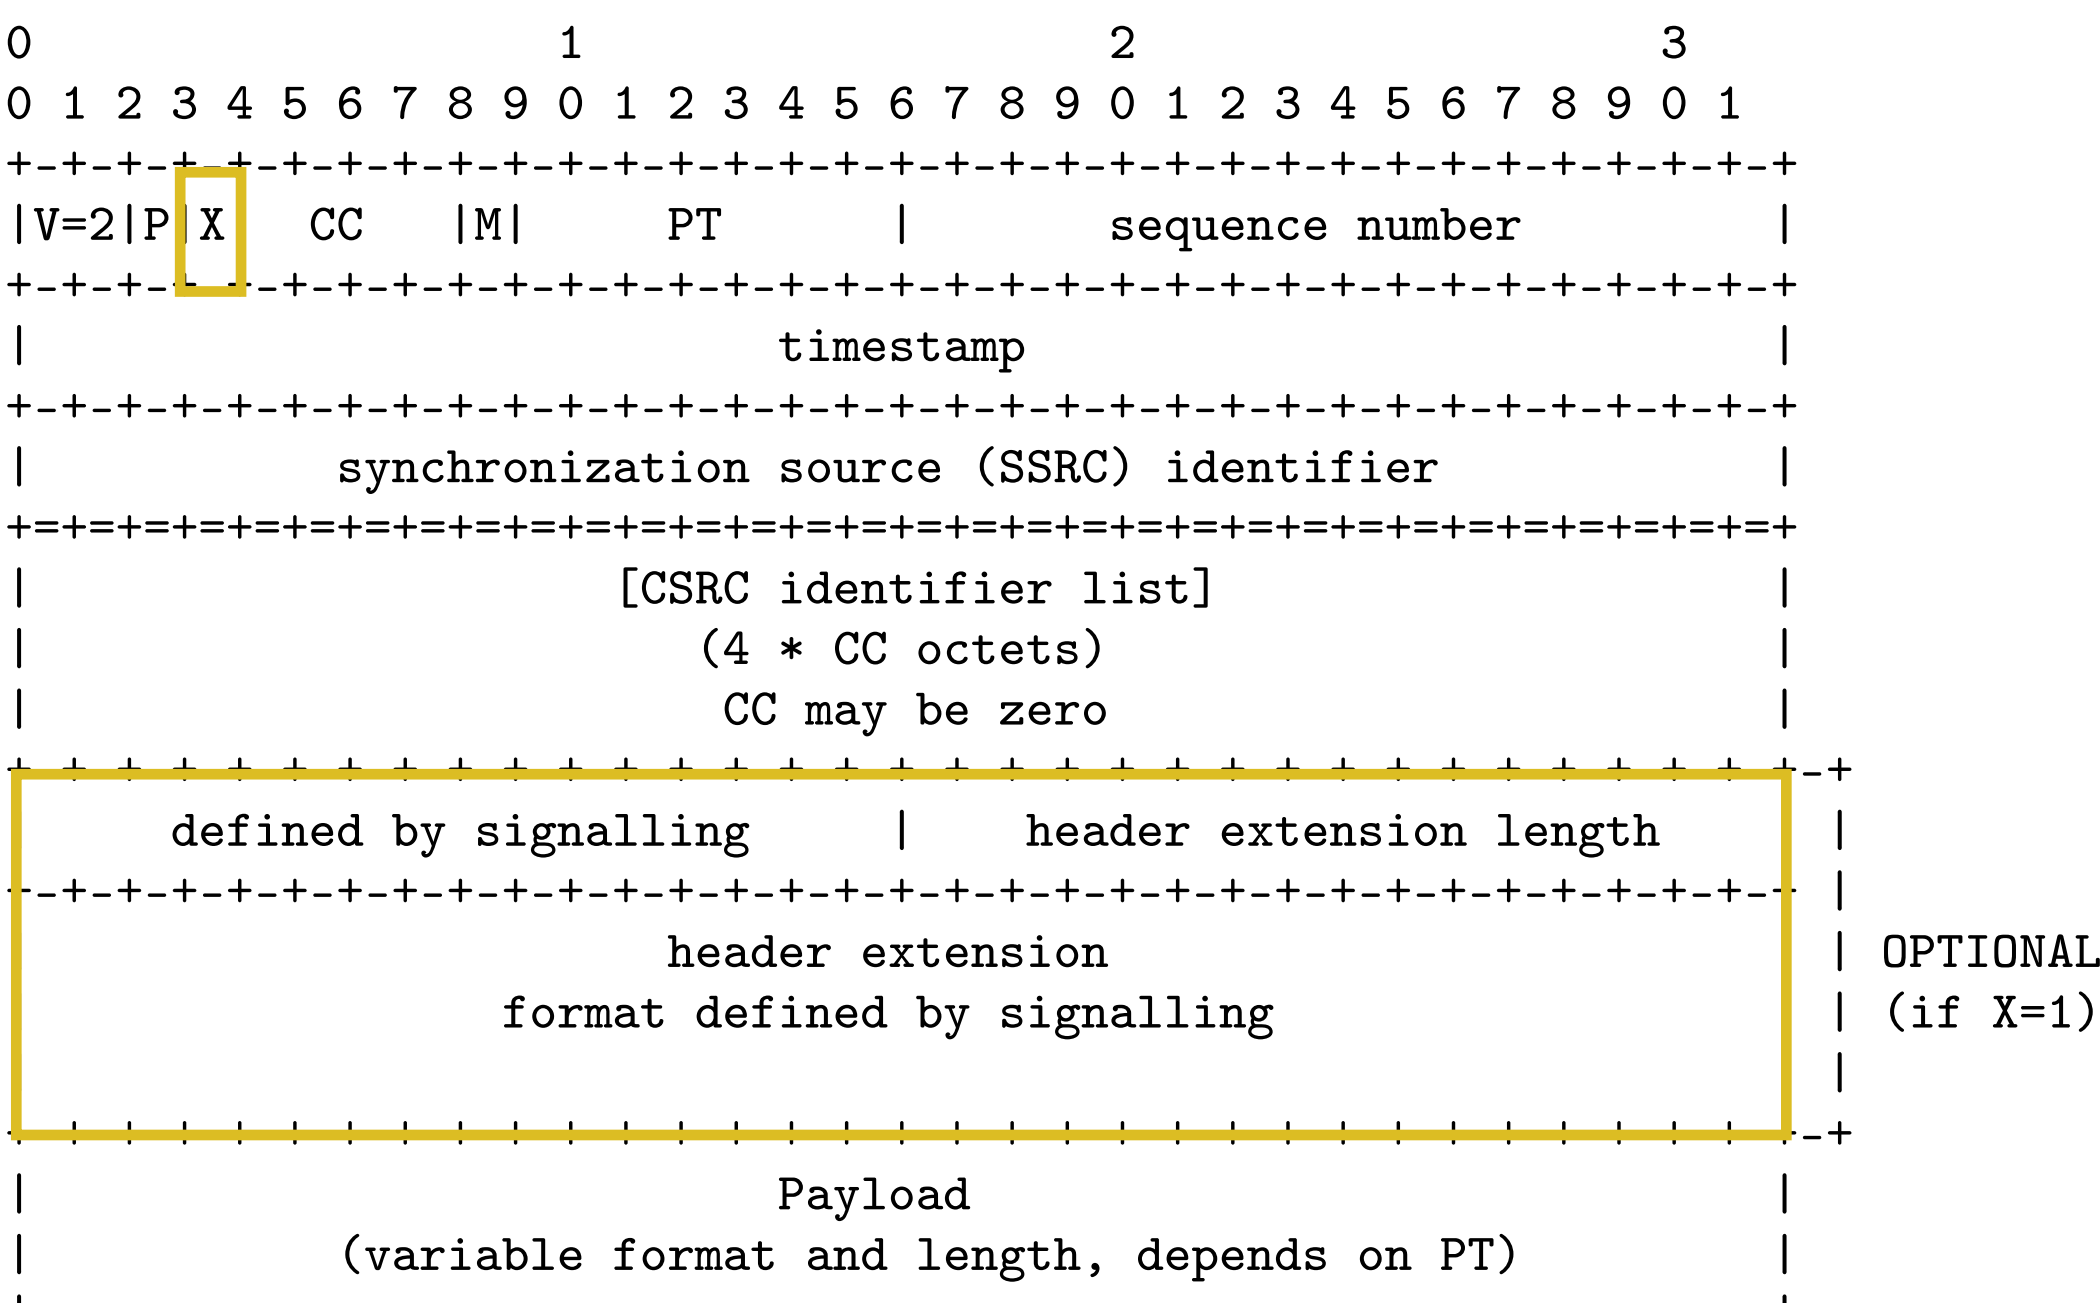 0                   1                   2                   3
0 1 2 3 4 5 6 7 8 9 0 1 2 3 4 5 6 7 8 9 0 1 2 3 4 5 6 7 8 9 0 1
+-+-+-+-+-+-+-+-+-+-+-+-+-+-+-+-+-+-+-+-+-+-+-+-+-+-+-+-+-+-+-+-+
|V=2|P|X   CC   |M|     PT      |       sequence number         |
+-+-+-+-+-+-+-+-+-+-+-+-+-+-+-+-+-+-+-+-+-+-+-+-+-+-+-+-+-+-+-+-+
|                           timestamp                           |
+-+-+-+-+-+-+-+-+-+-+-+-+-+-+-+-+-+-+-+-+-+-+-+-+-+-+-+-+-+-+-+-+
|           synchronization source (SSRC) identifier            |
+=+=+=+=+=+=+=+=+=+=+=+=+=+=+=+=+=+=+=+=+=+=+=+=+=+=+=+=+=+=+=+=+
|                     [CSRC identifier list]                    |
|                        (4 * CC octets)                        |
|                         CC may be zero                        |
+-+-+-+-+-+-+-+-+-+-+-+-+-+-+-+-+-+-+-+-+-+-+-+-+-+-+-+-+-+-+-+-+-+
     defined by signalling      |    header extension length      |
+-+-+-+-+-+-+-+-+-+-+-+-+-+-+-+-+-+-+-+-+-+-+-+-+-+-+-+-+-+-+-+-+ |
                       header extension                           | OPTIONAL
                 format defined by signalling                     | (if X=1)
                                                                  |
+-+-+-+-+-+-+-+-+-+-+-+-+-+-+-+-+-+-+-+-+-+-+-+-+-+-+-+-+-+-+-+-+-+
|                           Payload                             |
|           (variable format and length, depends on PT)         |